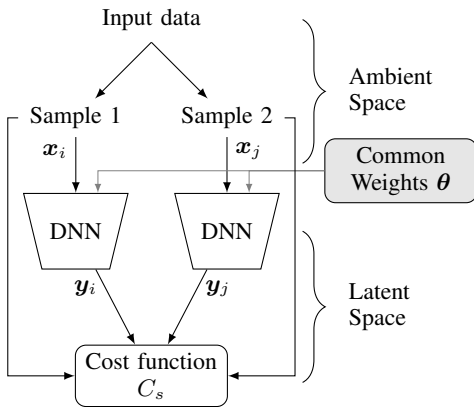 Input data
Ambient
Space
Sample 1
Sample 2
x_i
x_j
Common
Weights θ
DNN
DNN
y_i
y_j
Latent
Space
Cost function
C_s